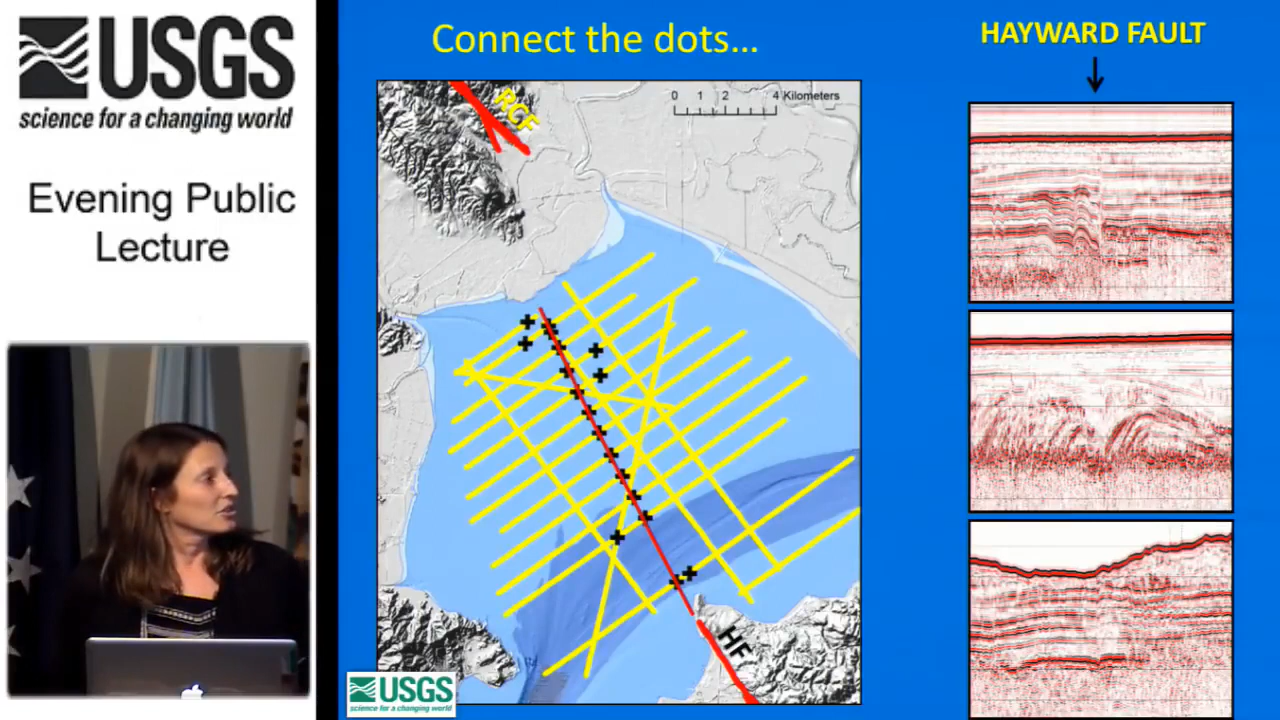 USGS
science for a changing world
Evening Public
Lecture
Connect the dots...
RCF
0 1 2 4 Kilometers
HF
USGS
science for a changing world
HAYWARD FAULT